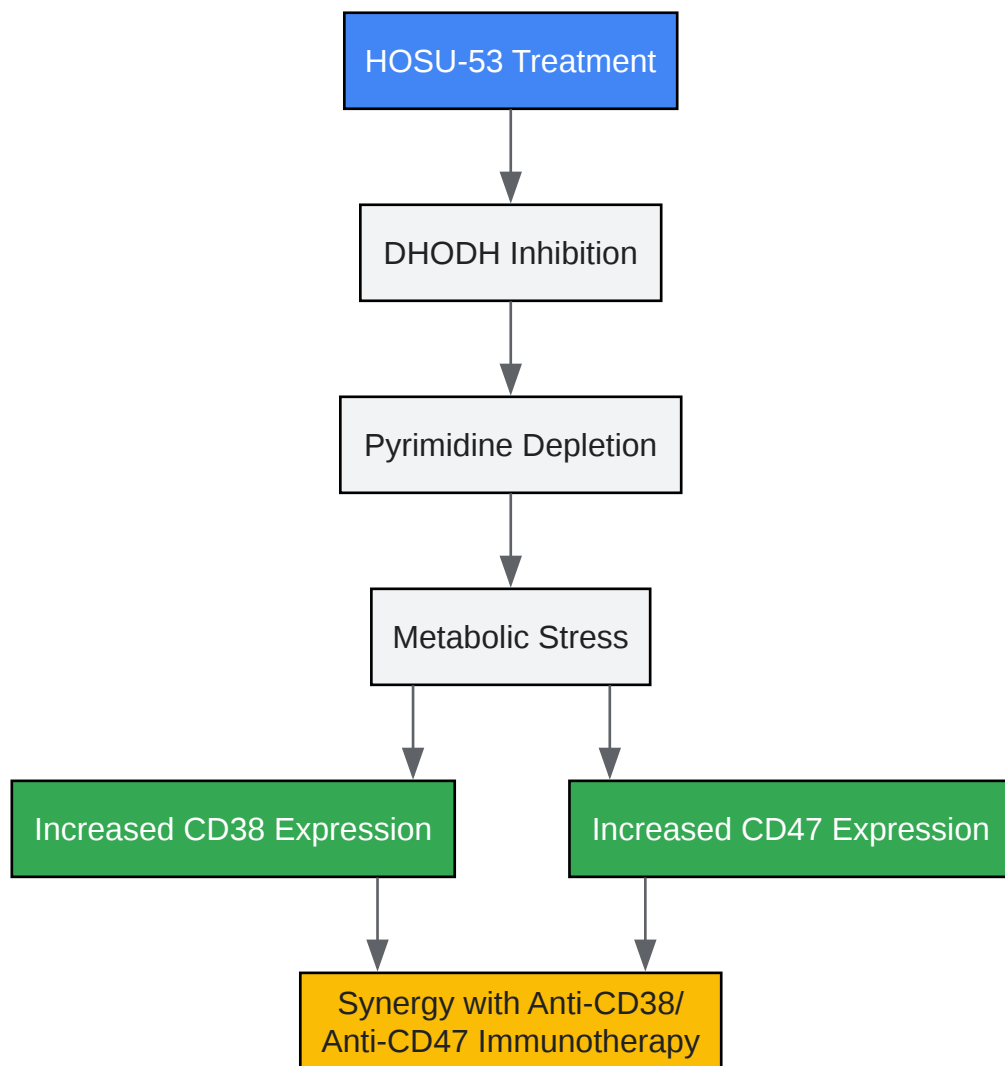 HOSU-53 Treatment
DHODH Inhibition
Pyrimidine Depletion
Metabolic Stress
Increased CD38 Expression
Increased CD47 Expression
Synergy with Anti-CD38/
Anti-CD47 Immunotherapy